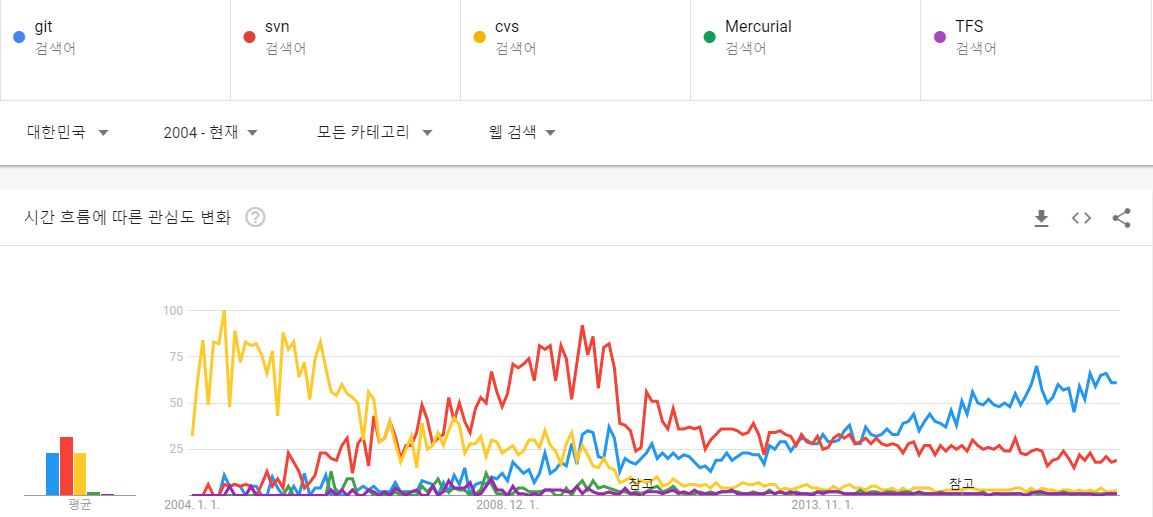 git
검색어
svn
검색어
cvs
검색어
Mercurial
검색어
TFS
검색어
대한민국
2004 - 현재
모든 카테고리
웹 검색
시간 흐름에 따른 관심도 변화
?
100
75
50
25
참고
참고
평균
2004. 1. 1.
2008. 12. 1.
2013. 11. 1.